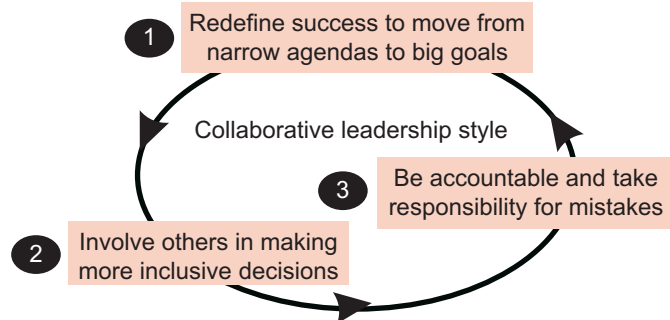 1
Redefine success to move from
narrow agendas to big goals
Collaborative leadership style
3
Be accountable and take
responsibility for mistakes
2
Involve others in making
more inclusive decisions